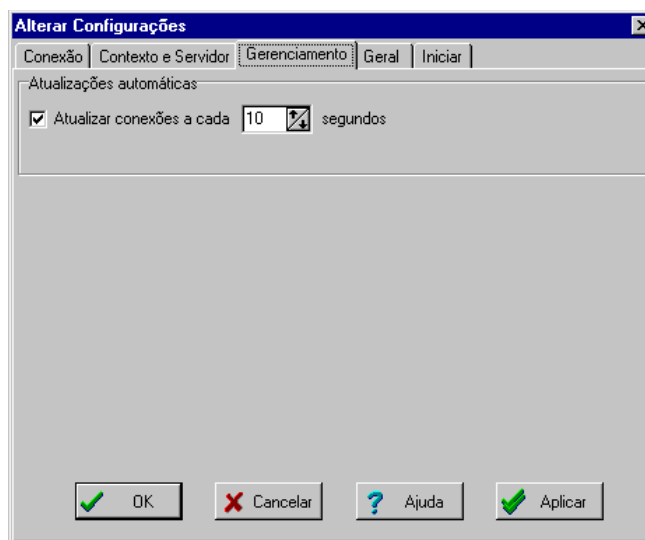 Alterar Configurações
Conexão Contexto e Servidor Gerenciamento Geral Iniciar
Atualizações automáticas
Atualizar conexões a cada 10 segundos
OK Cancelar Ajuda Aplicar